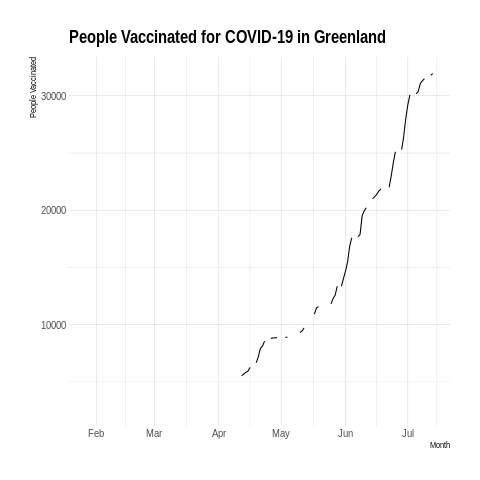 People Vaccinated for COVID-19 in Greenland
People Vaccinated
30000
20000
10000
Feb Mar Apr May Jun Jul
Month